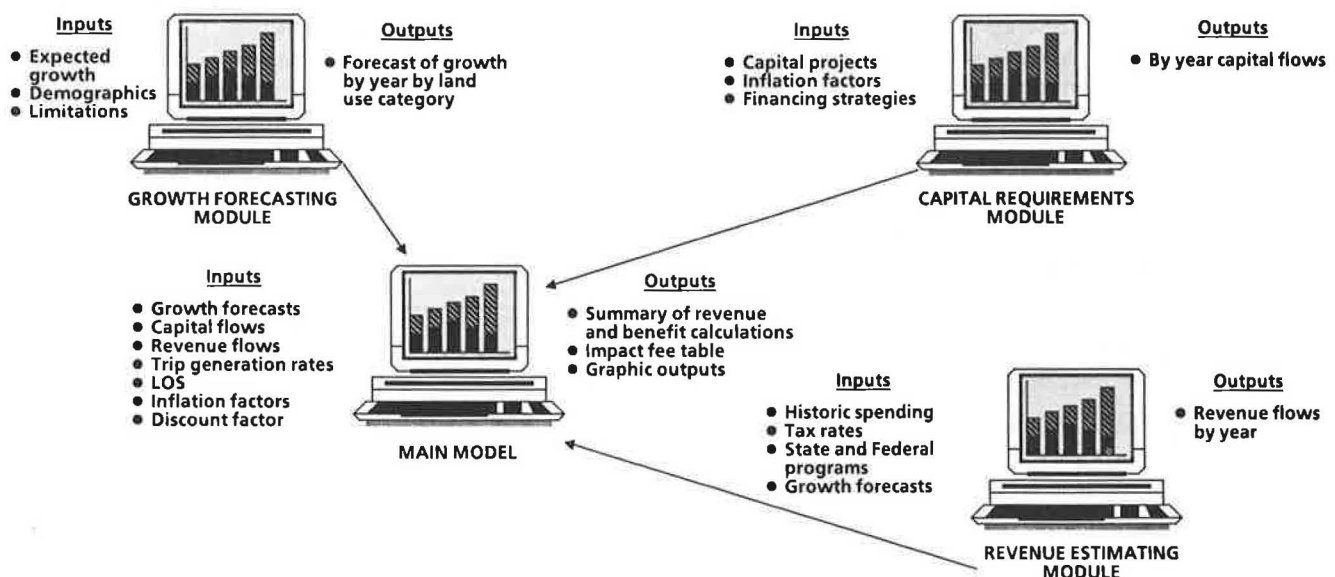 Inputs
● Expected
growth
● Demographics
● Limitations
Outputs
● Forecast of growth
by year by land
use category
GROWTH FORECASTING
MODULE
Inputs
● Capital projects
● Inflation factors
● Financing strategies
Outputs
● By year capital flows
CAPITAL REQUIREMENTS
MODULE
Inputs
● Growth forecasts
● Capital flows
● Revenue flows
● Trip generation rates
● LOS
● Inflation factors
● Discount factor
Outputs
● Summary of revenue
and benefit calculations
● Impact fee table
● Graphic outputs
MAIN MODEL
Inputs
● Historic spending
● Tax rates
● State and Federal
programs
● Growth forecasts
Outputs
● Revenue flows
by year
REVENUE ESTIMATING
MODULE